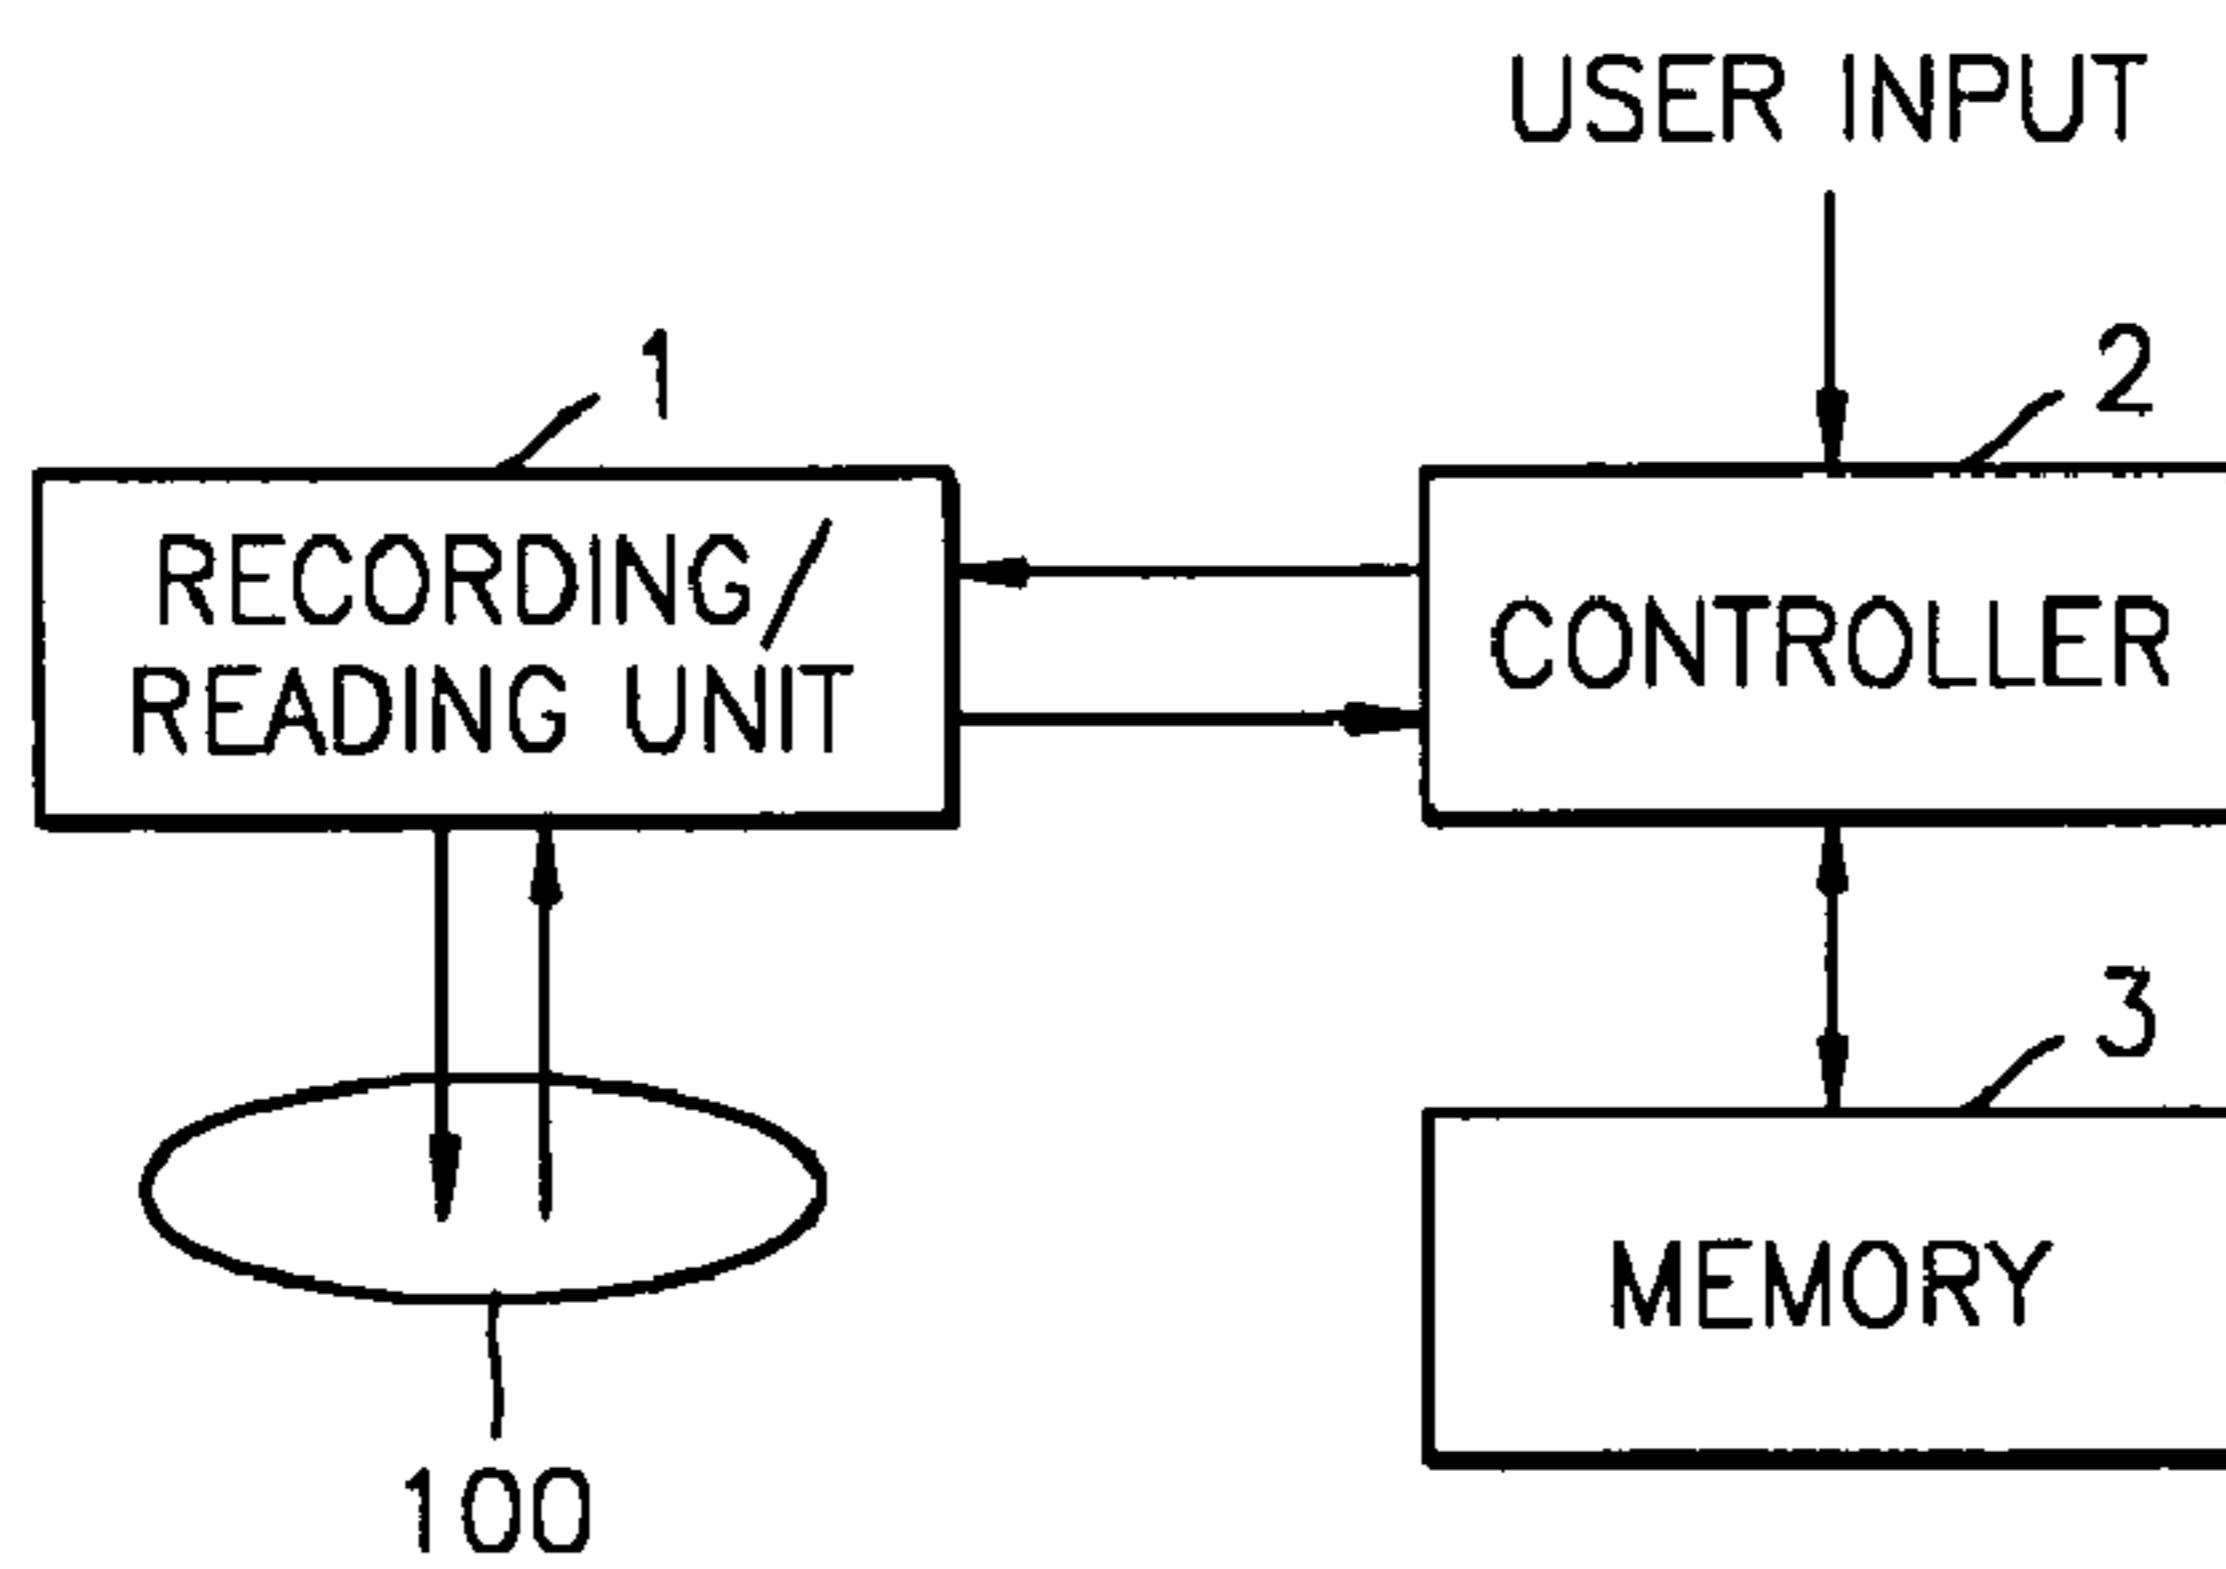 USER INPUT
1
2
RECORDING/
READING UNIT
CONTROLLER
3
MEMORY
100